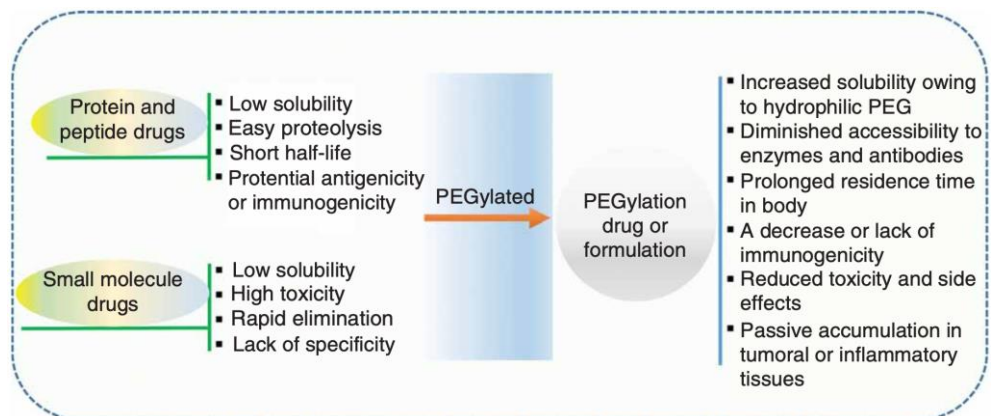 Protein and
peptide drugs
▪ Low solubility
▪ Easy proteolysis
▪ Short half-life
▪ Potential antigenicity
or immunogenicity
Small molecule
drugs
▪ Low solubility
▪ High toxicity
▪ Rapid elimination
▪ Lack of specificity
PEGylated
PEGylation
drug or
formulation
▪ Increased solubility owing
to hydrophilic PEG
▪ Diminished accessibility to
enzymes and antibodies
▪ Prolonged residence time
in body
▪ A decrease or lack of
immunogenicity
▪ Reduced toxicity and side
effects
▪ Passive accumulation in
tumoral or inflammatory
tissues